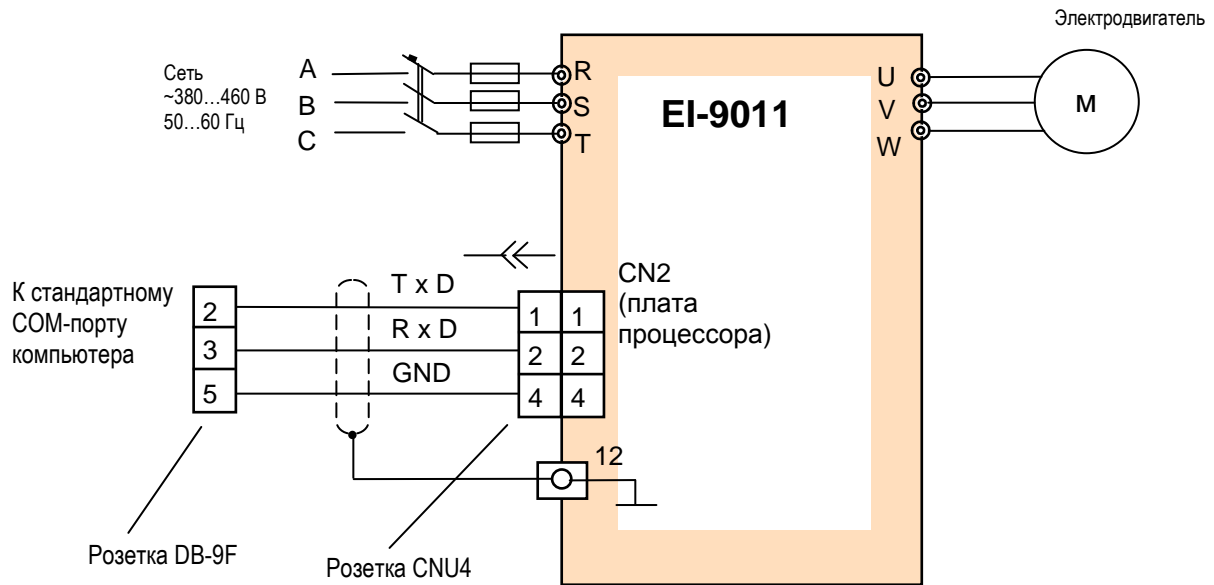 Электродвигатель
Сеть
~380...460 В
50...60 Гц
A
B
C
R
S
T
EI-9011
U
V
W
M
К стандартному
COM-порту
компьютера
2
3
5
T x D
R x D
GND
1 1
2 2
4 4
CN2
(плата
процессора)
12
Розетка DB-9F
Розетка CNU4